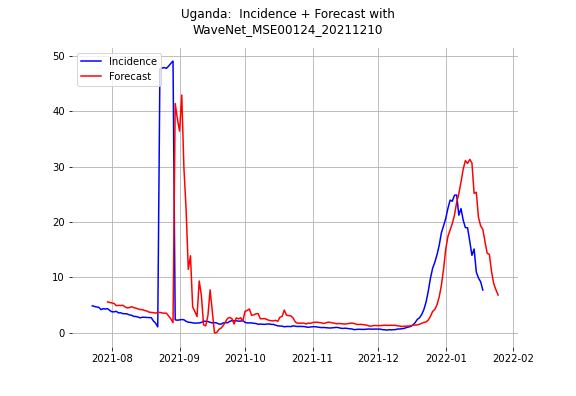 Uganda:  Incidence + Forecast with
WaveNet_MSE00124_20211210
Incidence
Forecast
50
40
30
20
10
0
2021-08 2021-09 2021-10 2021-11 2021-12 2022-01 2022-02